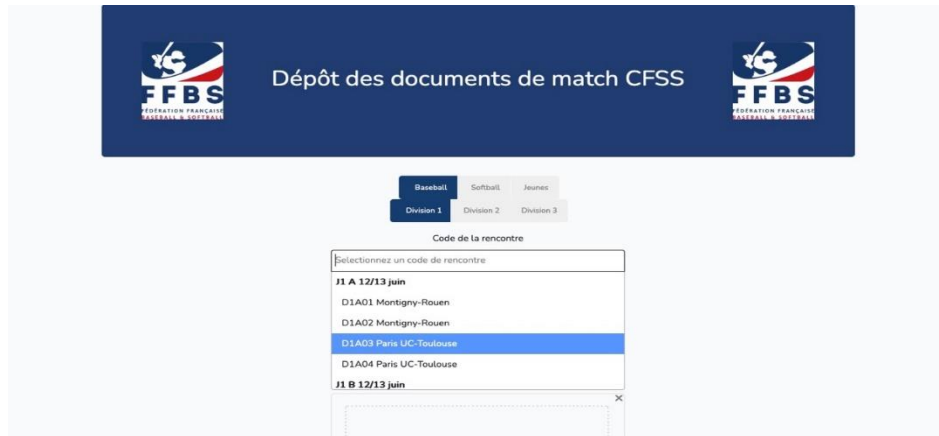 FFBS
FÉDÉRATION FRANÇAISE
BASEBALL & SOFTBALL
Dépôt des documents de match CFSS
FFBS
FÉDÉRATION FRANÇAISE
BASEBALL & SOFTBALL
Baseball Softball Jeunes
Division 1 Division 2 Division 3
Code de la rencontre
Selectionnez un code de rencontre
J1 A 12/13 juin
D1A01 Montigny-Rouen
D1A02 Montigny-Rouen
D1A03 Paris UC-Toulouse
D1A04 Paris UC-Toulouse
J1 B 12/13 juin
×